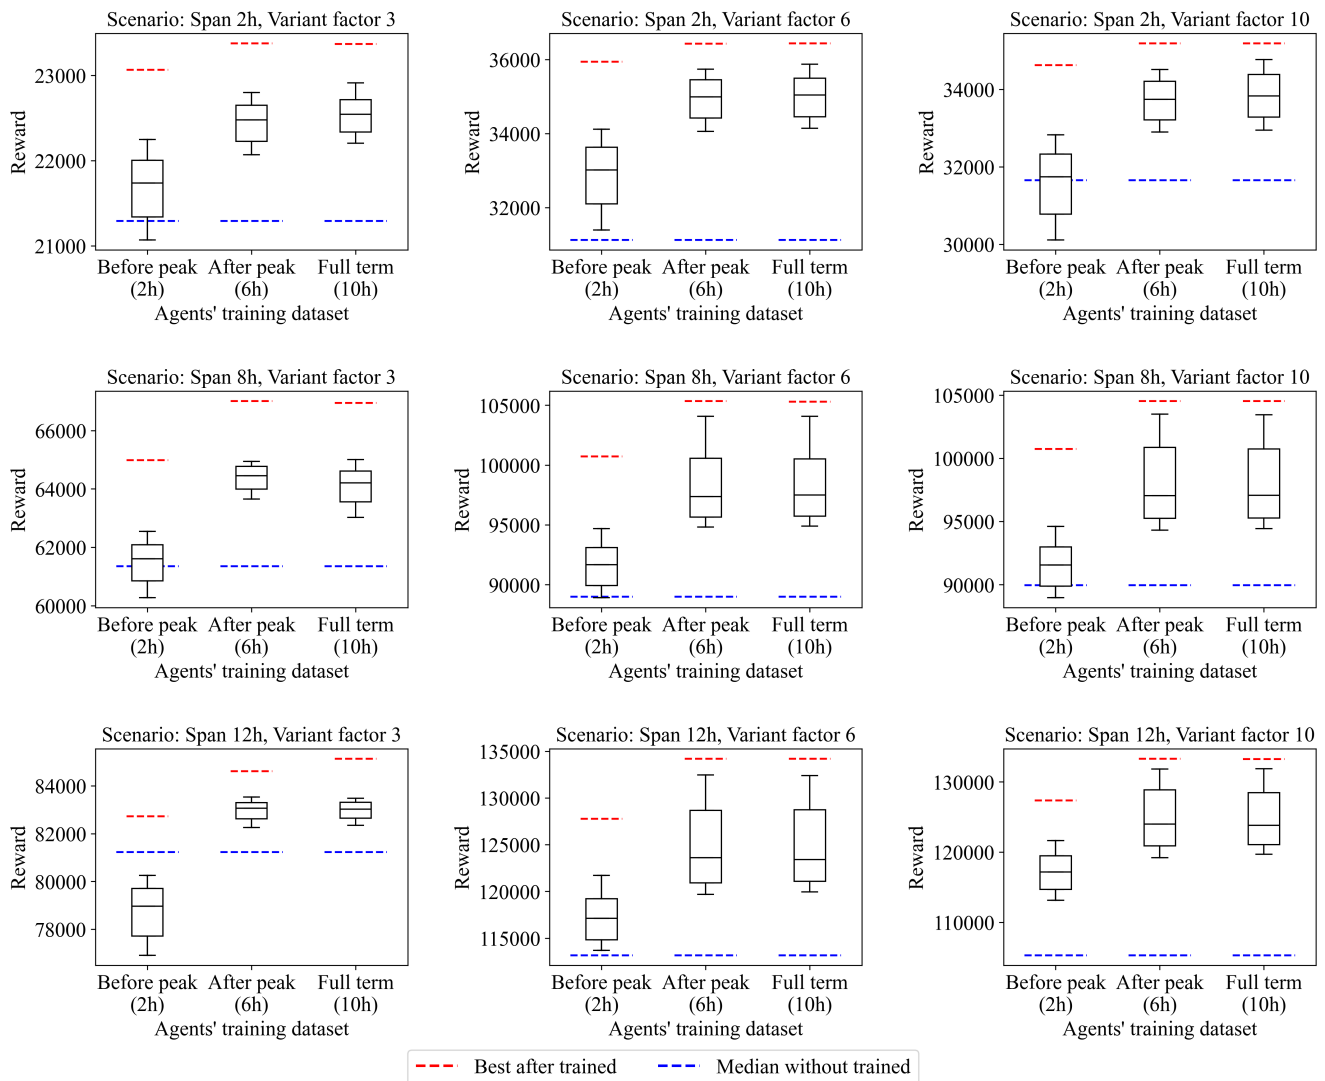 Scenario: Span 2h, Variant factor 3
Reward
23000
22000
21000
Before peak
(2h)
After peak
(6h)
Full term
(10h)
Agents' training dataset
Scenario: Span 2h, Variant factor 6
Reward
36000
34000
32000
Before peak
(2h)
After peak
(6h)
Full term
(10h)
Agents' training dataset
Scenario: Span 2h, Variant factor 10
Reward
34000
32000
30000
Before peak
(2h)
After peak
(6h)
Full term
(10h)
Agents' training dataset
Scenario: Span 8h, Variant factor 3
Reward
66000
64000
62000
60000
Before peak
(2h)
After peak
(6h)
Full term
(10h)
Agents' training dataset
Scenario: Span 8h, Variant factor 6
Reward
105000
100000
95000
90000
Before peak
(2h)
After peak
(6h)
Full term
(10h)
Agents' training dataset
Scenario: Span 8h, Variant factor 10
Reward
105000
100000
95000
90000
Before peak
(2h)
After peak
(6h)
Full term
(10h)
Agents' training dataset
Scenario: Span 12h, Variant factor 3
Reward
84000
82000
80000
78000
Before peak
(2h)
After peak
(6h)
Full term
(10h)
Agents' training dataset
Scenario: Span 12h, Variant factor 6
Reward
135000
130000
125000
120000
115000
Before peak
(2h)
After peak
(6h)
Full term
(10h)
Agents' training dataset
Scenario: Span 12h, Variant factor 10
Reward
130000
120000
110000
Before peak
(2h)
After peak
(6h)
Full term
(10h)
Agents' training dataset
Best after trained
Median without trained